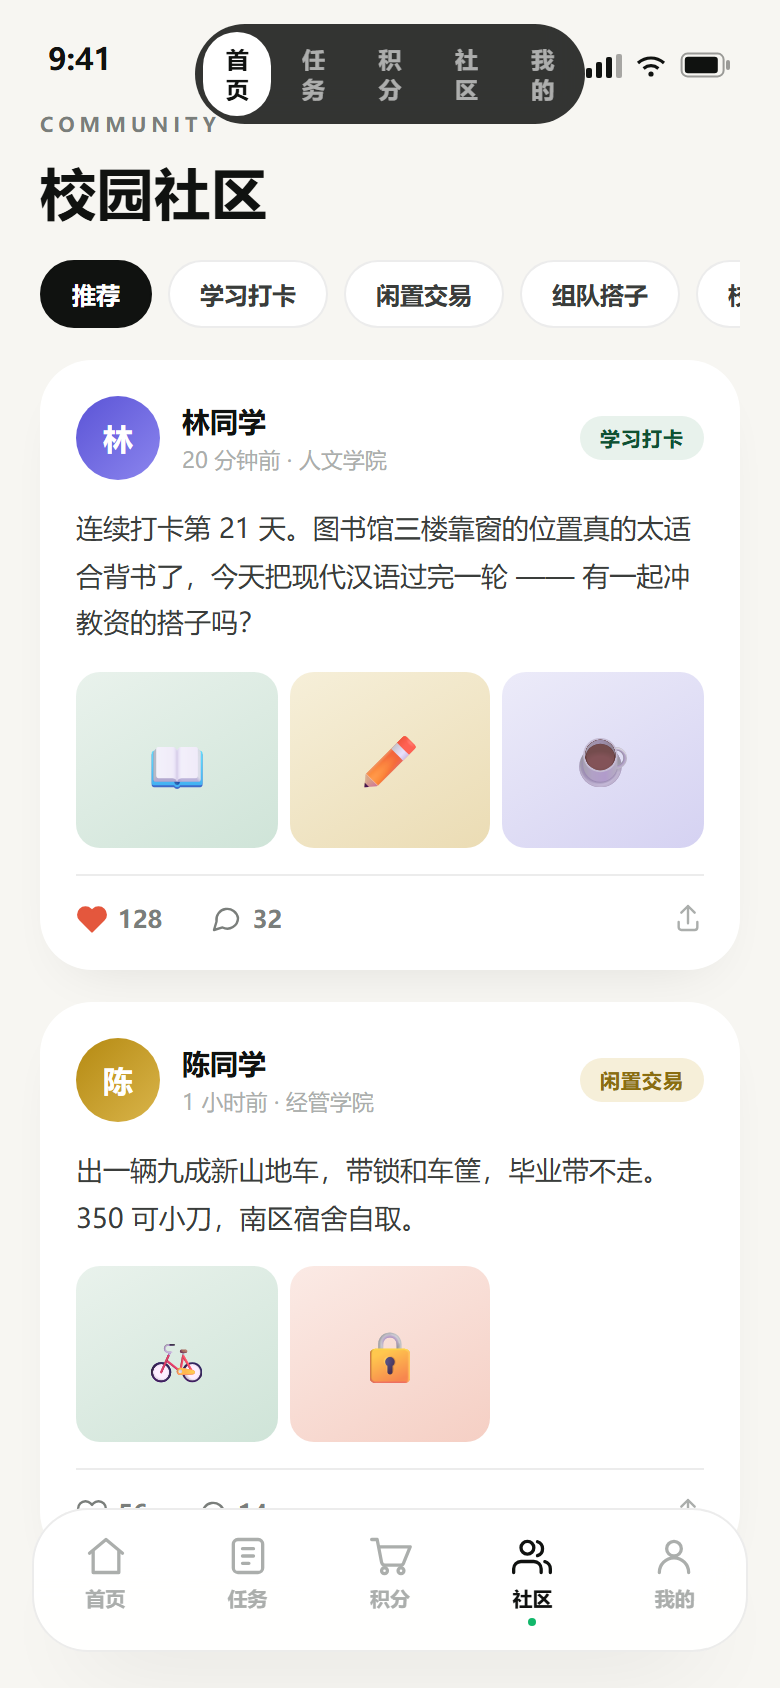 9:41
首页
任务
积分
社区
我的
COMMUNITY
校园社区
推荐
学习打卡
闲置交易
组队搭子
林
林同学
20 分钟前 · 人文学院
学习打卡
连续打卡第 21 天。图书馆三楼靠窗的位置真的太适
合背书了，今天把现代汉语过完一轮 —— 有一起冲
教资的搭子吗？
128
32
陈
陈同学
1 小时前 · 经管学院
闲置交易
出一辆九成新山地车，带锁和车筐，毕业带不走。
350 可小刀，南区宿舍自取。
首页
任务
积分
社区
我的